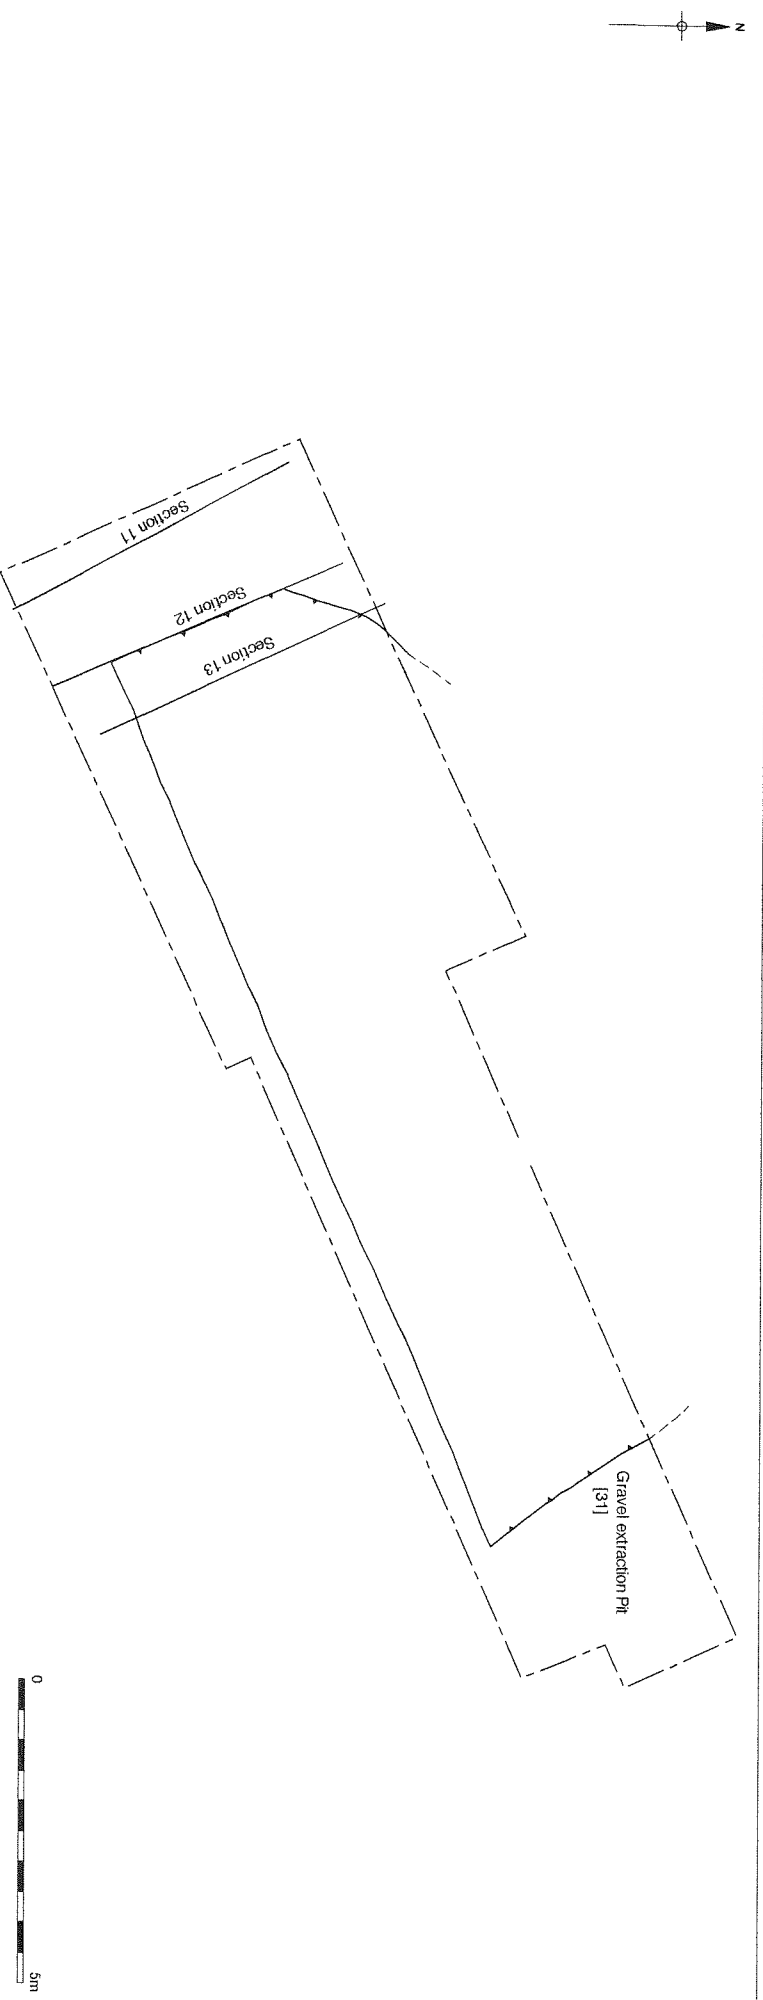 N
Section 11
Section 12
Section 13
Gravel extraction Pit
[31]
0
5m